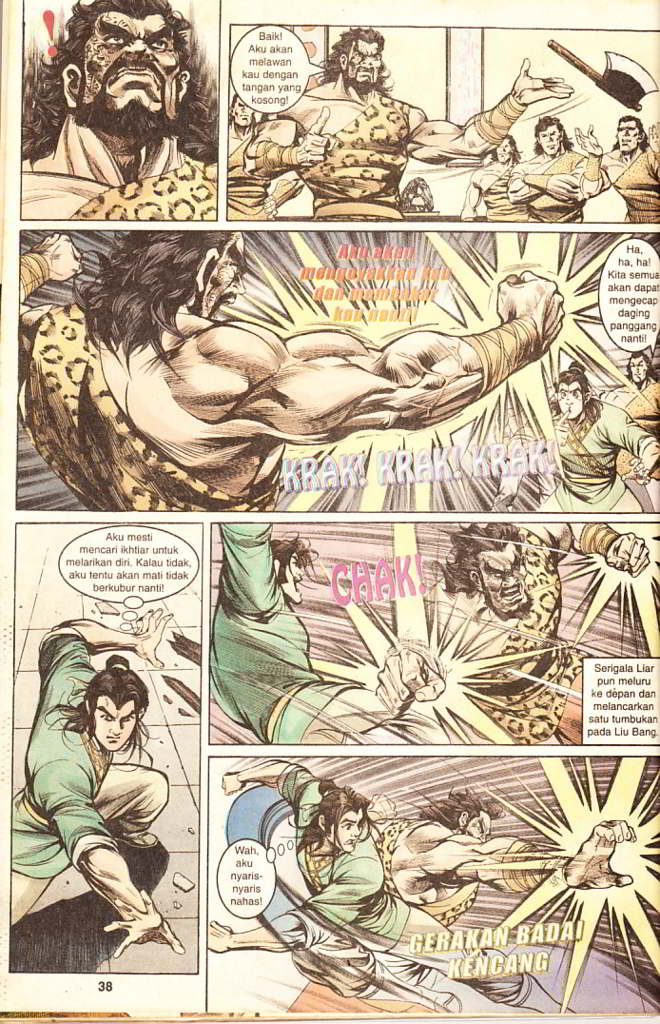 !
Baik!
Aku akan
melawan
kau dengan
tangan yang
kosong!
Aku akan
mengoyakkan kau
dan membakar
kau nanti!
Ha,
ha, ha!
Kita semua
akan dapat
mengecap
daging
panggang
nanti!
KRAK! KRAK! KRAK!
Aku mesti
mencari ikhtiar untuk
melarikan diri. Kalau tidak,
aku tentu akan mati tidak
berkubur nanti!
CHAK!
Serigala Liar
pun meluru
ke depan dan
melancarkan
satu tumbukan
pada Liu Bang.
Wah,
aku
nyaris-
nyaris
nahas!
GERAKAN BADAI
KENCANG
38